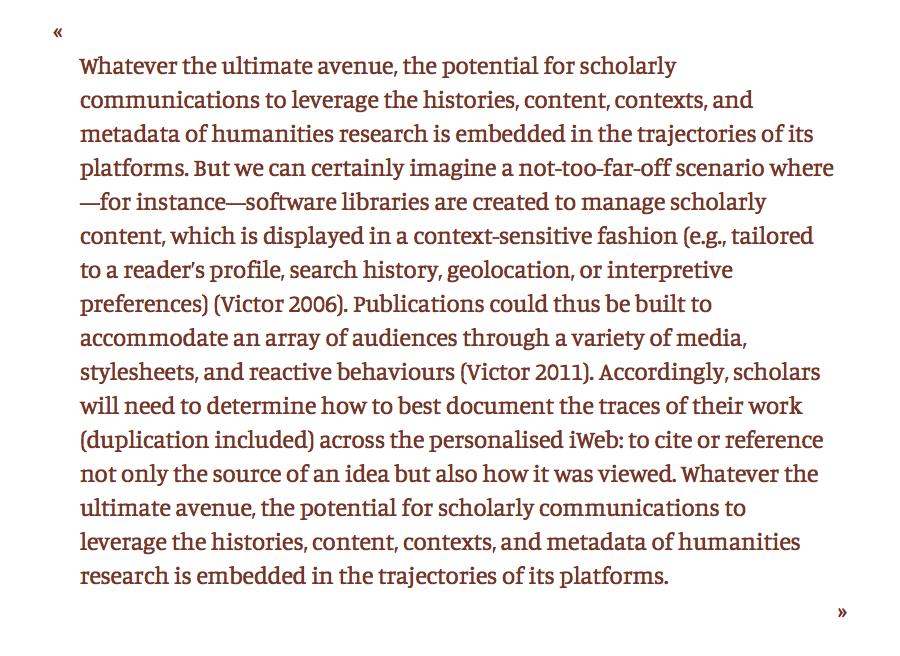 «
Whatever the ultimate avenue, the potential for scholarly
communications to leverage the histories, content, contexts, and
metadata of humanities research is embedded in the trajectories of its
platforms. But we can certainly imagine a not-too-far-off scenario where
—for instance—software libraries are created to manage scholarly
content, which is displayed in a context-sensitive fashion (e.g., tailored
to a reader's profile, search history, geolocation, or interpretive
preferences) (Victor 2006). Publications could thus be built to
accommodate an array of audiences through a variety of media,
stylesheets, and reactive behaviours (Victor 2011). Accordingly, scholars
will need to determine how to best document the traces of their work
(duplication included) across the personalised iWeb: to cite or reference
not only the source of an idea but also how it was viewed. Whatever the
ultimate avenue, the potential for scholarly communications to
leverage the histories, content, contexts, and metadata of humanities
research is embedded in the trajectories of its platforms.
»